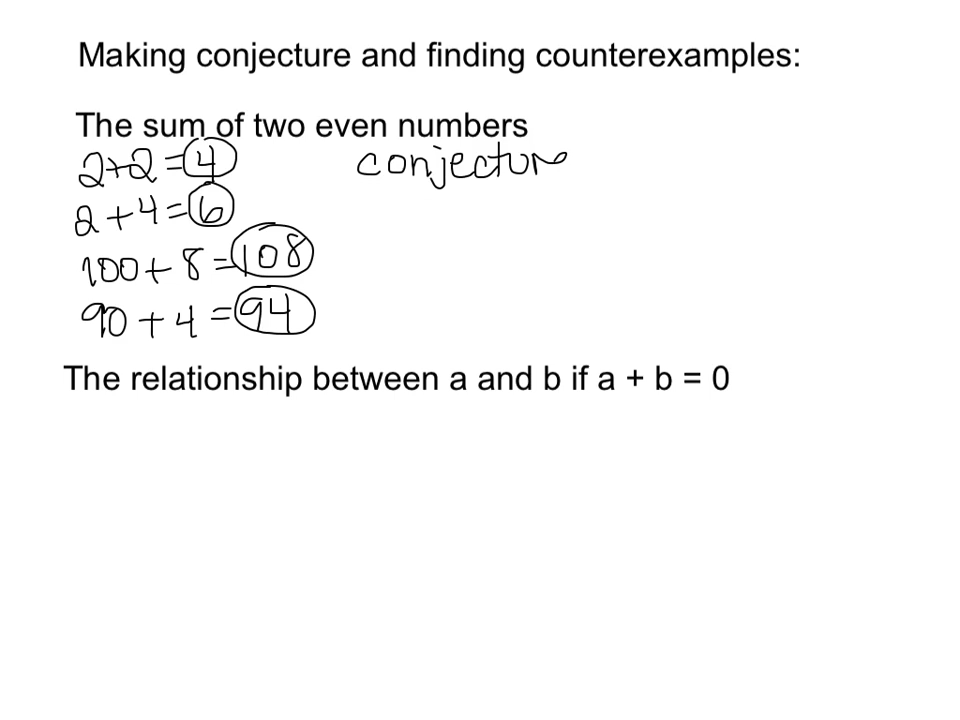 Making conjecture and finding counterexamples:
The sum of two even numbers
2+2=4 conjecture
2+4=6
100+8=108
90+4=94
The relationship between a and b if a + b = 0